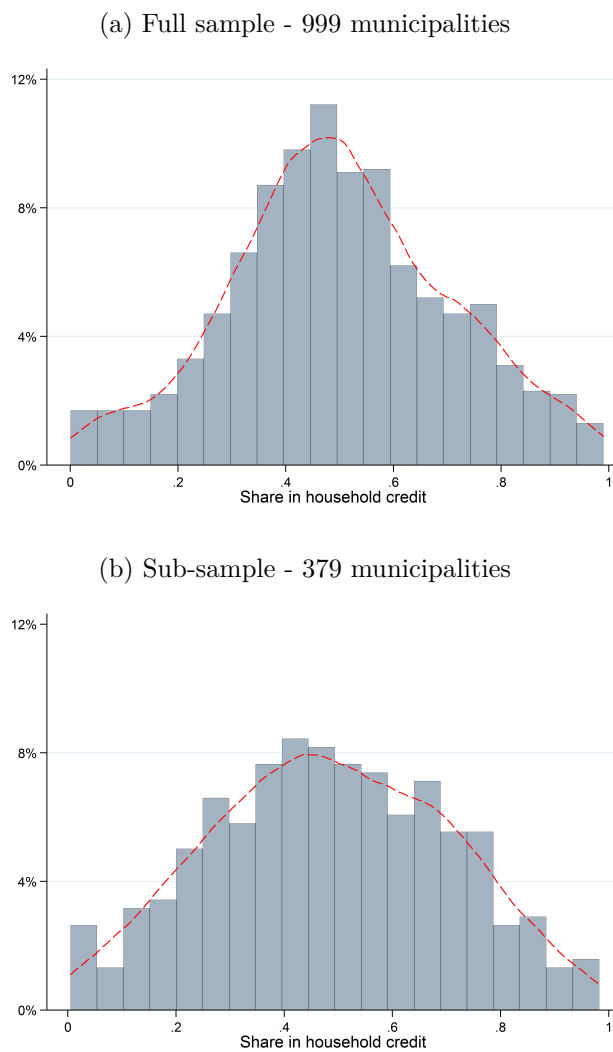 (a) Full sample - 999 municipalities
12%
8%
4%
0%
0 .2 .4 .6 .8 1
Share in household credit
(b) Sub-sample - 379 municipalities
12%
8%
4%
0%
0 .2 .4 .6 .8 1
Share in household credit